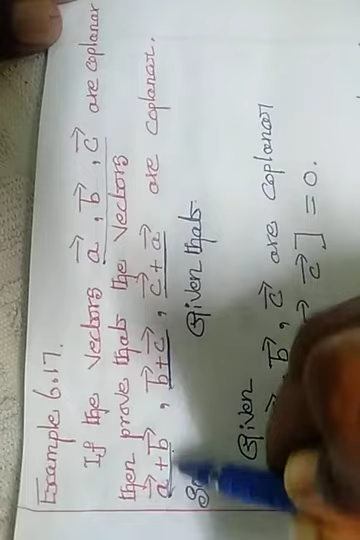 Example 6.17.
If the vectors a⃗, b⃗, c⃗ are coplanar
then prove that the vectors
a⃗ + b⃗, b⃗ + c⃗, c⃗ + a⃗ are coplanar.
Given that
Given
b⃗, c⃗ are coplanar
c⃗ ] = 0.